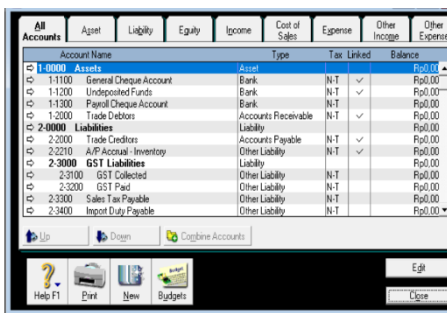 All Accounts Asset Liability Equity Income Cost of Sales Expense Other Income Other Expense
Account Name Type Tax Linked Balance
1-0000 Assets Asset Rp0,00
1-1100 General Cheque Account Bank N-T ✓ Rp0,00
1-1200 Undeposited Funds Bank N-T ✓ Rp0,00
1-1300 Payroll Cheque Account Bank N-T Rp0,00
1-2000 Trade Debtors Accounts Receivable N-T ✓ Rp0,00
2-0000 Liabilities Liability Rp0,00
2-2000 Trade Creditors Accounts Payable N-T ✓ Rp0,00
2-2210 A/P Accrual - Inventory Other Liability N-T ✓ Rp0,00
2-3000 GST Liabilities Liability Rp0,00
2-3100 GST Collected Other Liability N-T Rp0,00
2-3200 GST Paid Other Liability N-T Rp0,00
2-3300 Sales Tax Payable Other Liability N-T Rp0,00
2-3400 Import Duty Payable Other Liability N-T Rp0,00
Up Down Combine Accounts
Budget
Edit
Help F1 Print New Budgets
Close